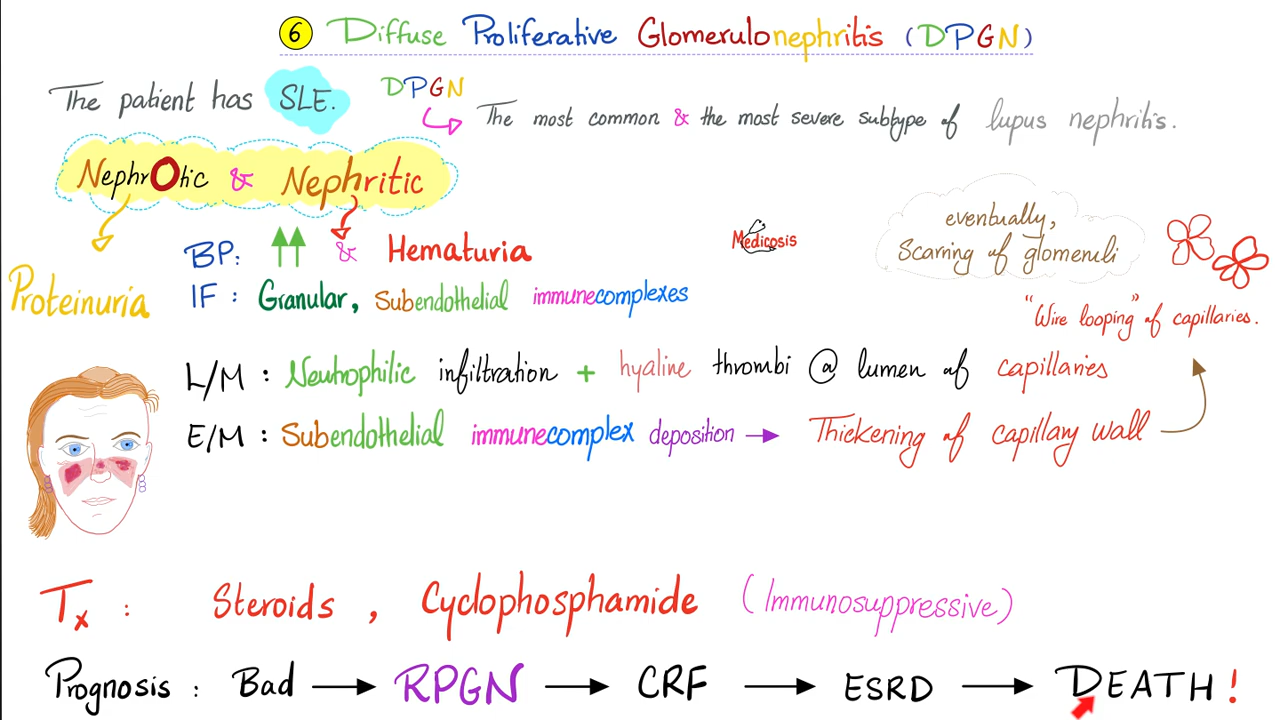 6 Diffuse Proliferative Glomerulonephritis (DPGN)
The patient has SLE.
DPGN
The most common & the most severe subtype of lupus nephritis.
NephrOtic & Nephritic
BP: & Hematuria
Proteinuria
IF: Granular, Subendothelial immunecomplexes
Medicosis
eventually,
Scarring of glomeruli
"Wire looping" of capillaries.
L/M: Neutrophilic infiltration + hyaline thrombi @ lumen of capillaries
E/M: Subendothelial immunecomplex deposition → Thickening of capillary wall
Tx: Steroids, Cyclophosphamide (Immunosuppressive)
Prognosis: Bad → RPGN → CRF → ESRD → DEATH!